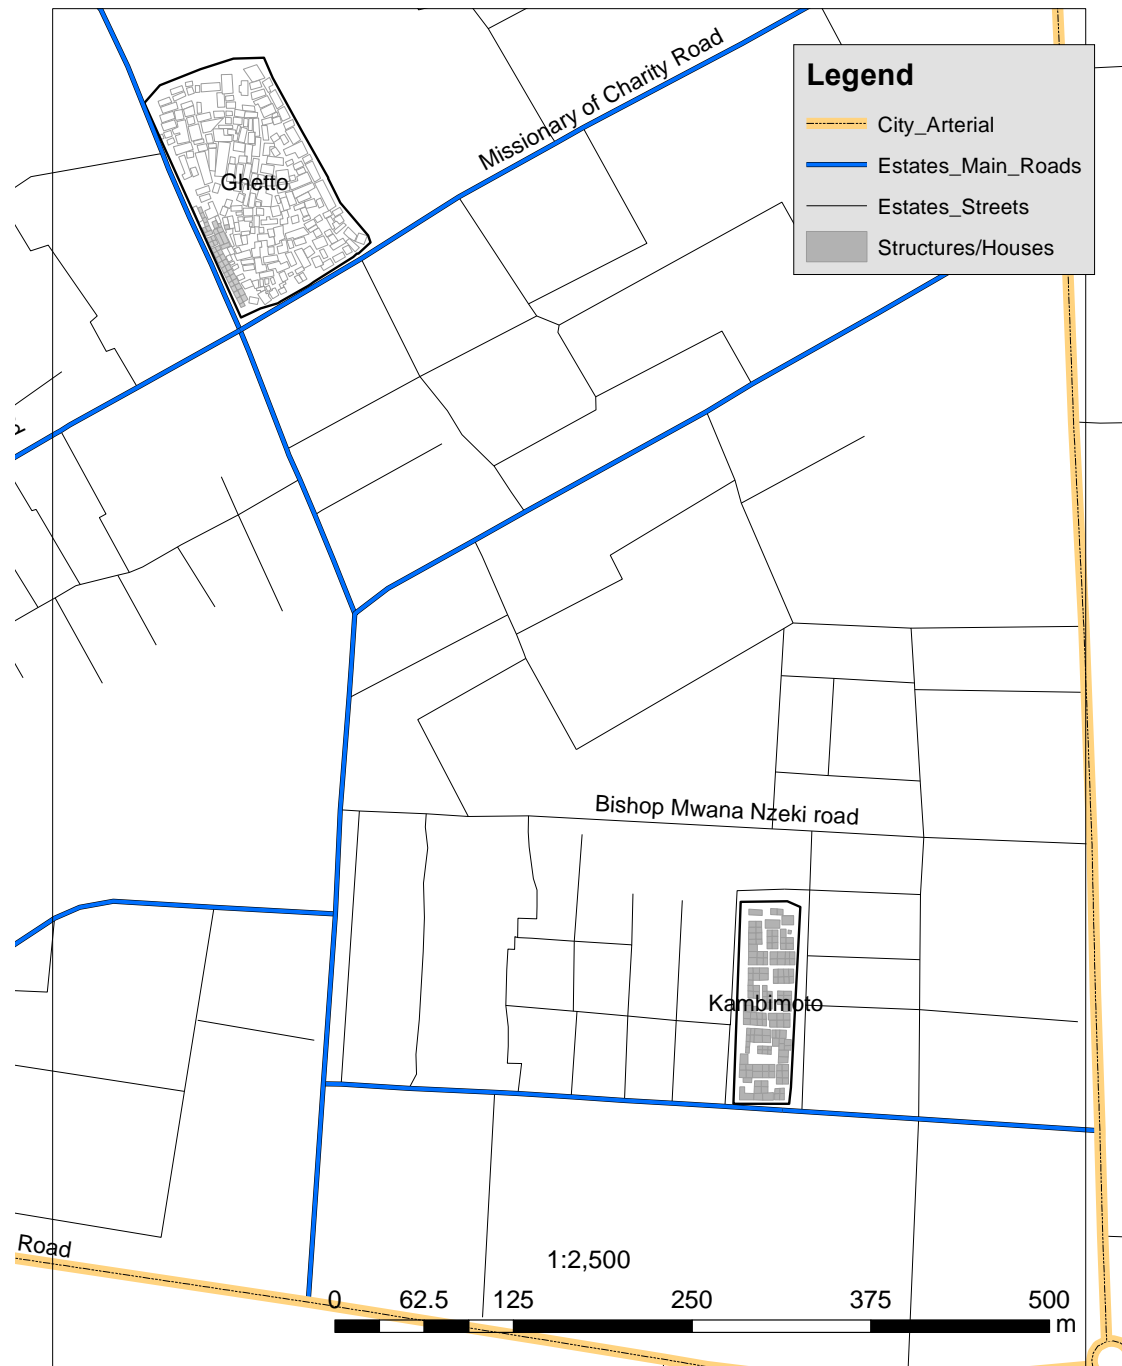 Missionary of Charity Road
Legend
City_Arterial
Estates_Main_Roads
Estates_Streets
Structures/Houses
Ghetto
Bishop Mwana Nzeki road
Kambimoto
Road
1:2,500
0 62.5 125 250 375 500
m